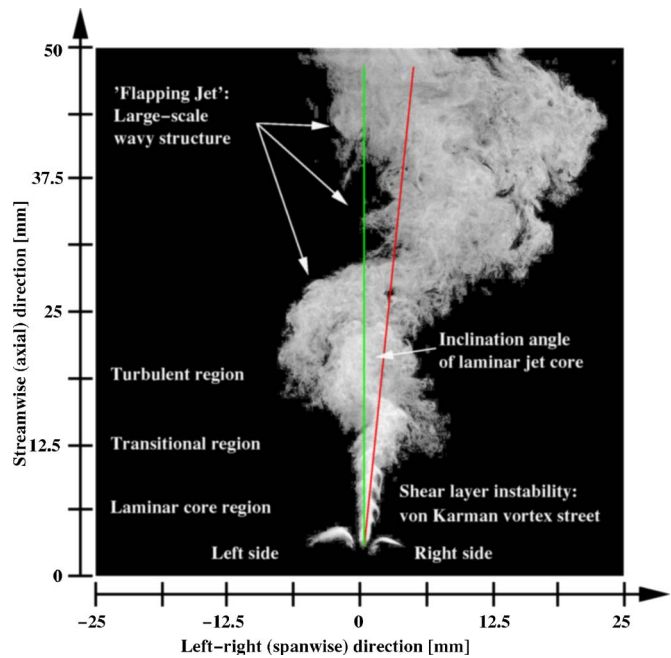 50
'Flapping Jet':
Large-scale
wavy structure
37.5
25
Inclination angle
of laminar jet core
Turbulent region
12.5
Transitional region
Laminar core region
Shear layer instability:
von Karman vortex street
Left side
Right side
0
-25
-12.5
0
12.5
25
Left-right (spanwise) direction [mm]
Streamwise (axial) direction [mm]